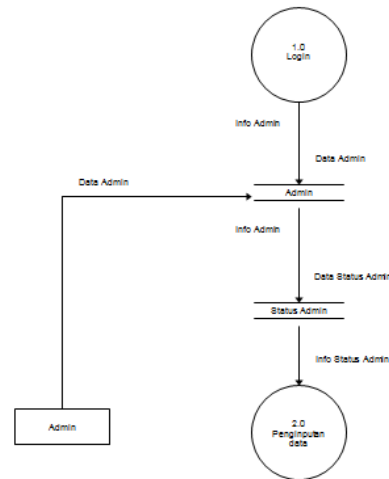 1.0
Login
Info Admin
Data Admin
Data Admin
Admin
Info Admin
Data Status Admin
Status Admin
Info Status Admin
Admin
2.0
Penginputan
data